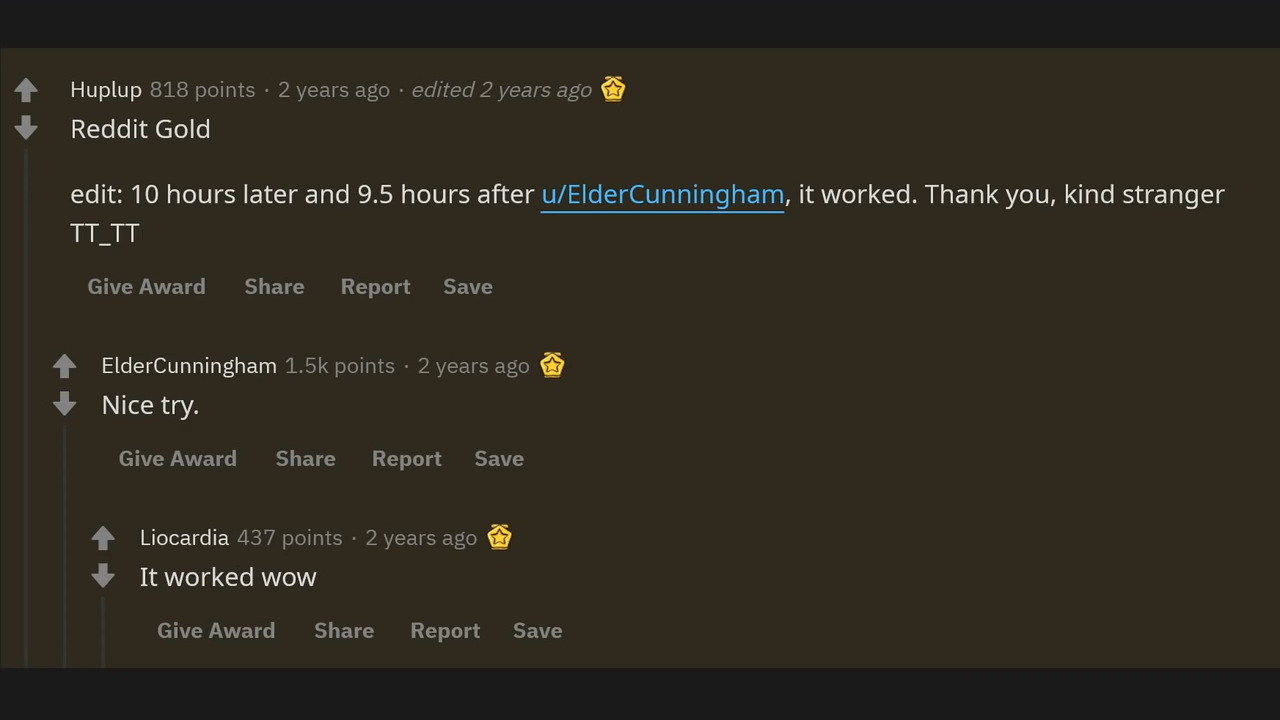 Huplup 818 points · 2 years ago · edited 2 years ago
Reddit Gold
edit: 10 hours later and 9.5 hours after u/ElderCunningham, it worked. Thank you, kind stranger
TT_TT
Give Award Share Report Save
ElderCunningham 1.5k points · 2 years ago
Nice try.
Give Award Share Report Save
Liocardia 437 points · 2 years ago
It worked wow
Give Award Share Report Save